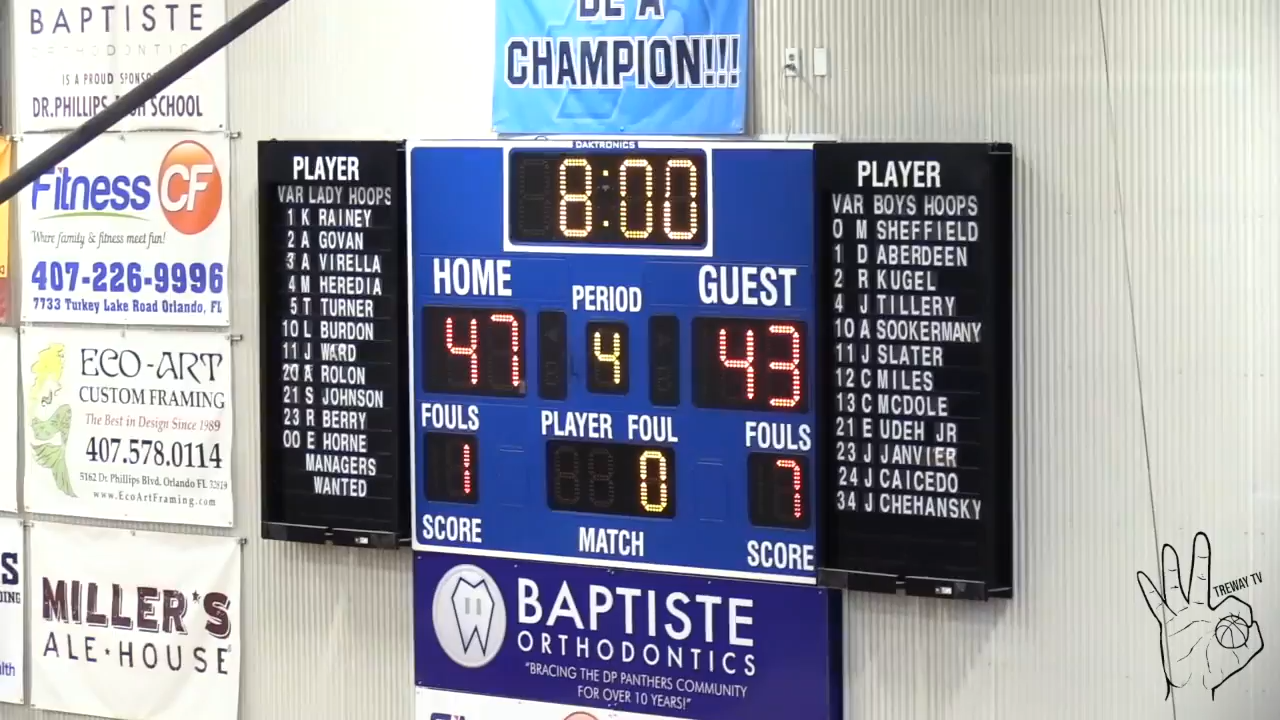 BAPTISTE
ORTHODONTIC
IS A PROUD SPONSO
DR.PHILLIPS HIGH SCHOOL
Fitness CF
Where family & fitness meet fun!
407-226-9996
7733 Turkey Lake Road Orlando, FL
ECO-ART
CUSTOM FRAMING
The Best in Design Since 1989
407.578.0114
5162 Dr. Phillips Blvd. Orlando FL 32819
www.EcoArtFraming.com
MILLER'S
ALE·HOUSE
BE A
CHAMPION!!!
PLAYER
VAR LADY HOOPS
1 K RAINEY
2 A GOVAN
3 A VIRELLA
4 M HEREDIA
5 T TURNER
10 L BURDON
11 J WARD
20 A ROLON
21 S JOHNSON
23 R BERRY
00 E HORNE
MANAGERS
WANTED
DAKTRONICS
8:00
HOME
PERIOD
GUEST
47
4
43
FOULS
PLAYER FOUL
FOULS
1
0
7
SCORE
MATCH
SCORE
PLAYER
VAR BOYS HOOPS
0 M SHEFFIELD
1 D ABERDEEN
2 R KUGEL
4 J TILLERY
10 A SOOKERMANY
11 J SLATER
12 C MILES
13 C MCDOLE
21 E UDEH JR
23 J JANVIER
24 J CAICEDO
34 J CHEHANSKY
BAPTISTE
ORTHODONTICS
"BRACING THE DP PANTHERS COMMUNITY
FOR OVER 10 YEARS!"
TREWAY TV